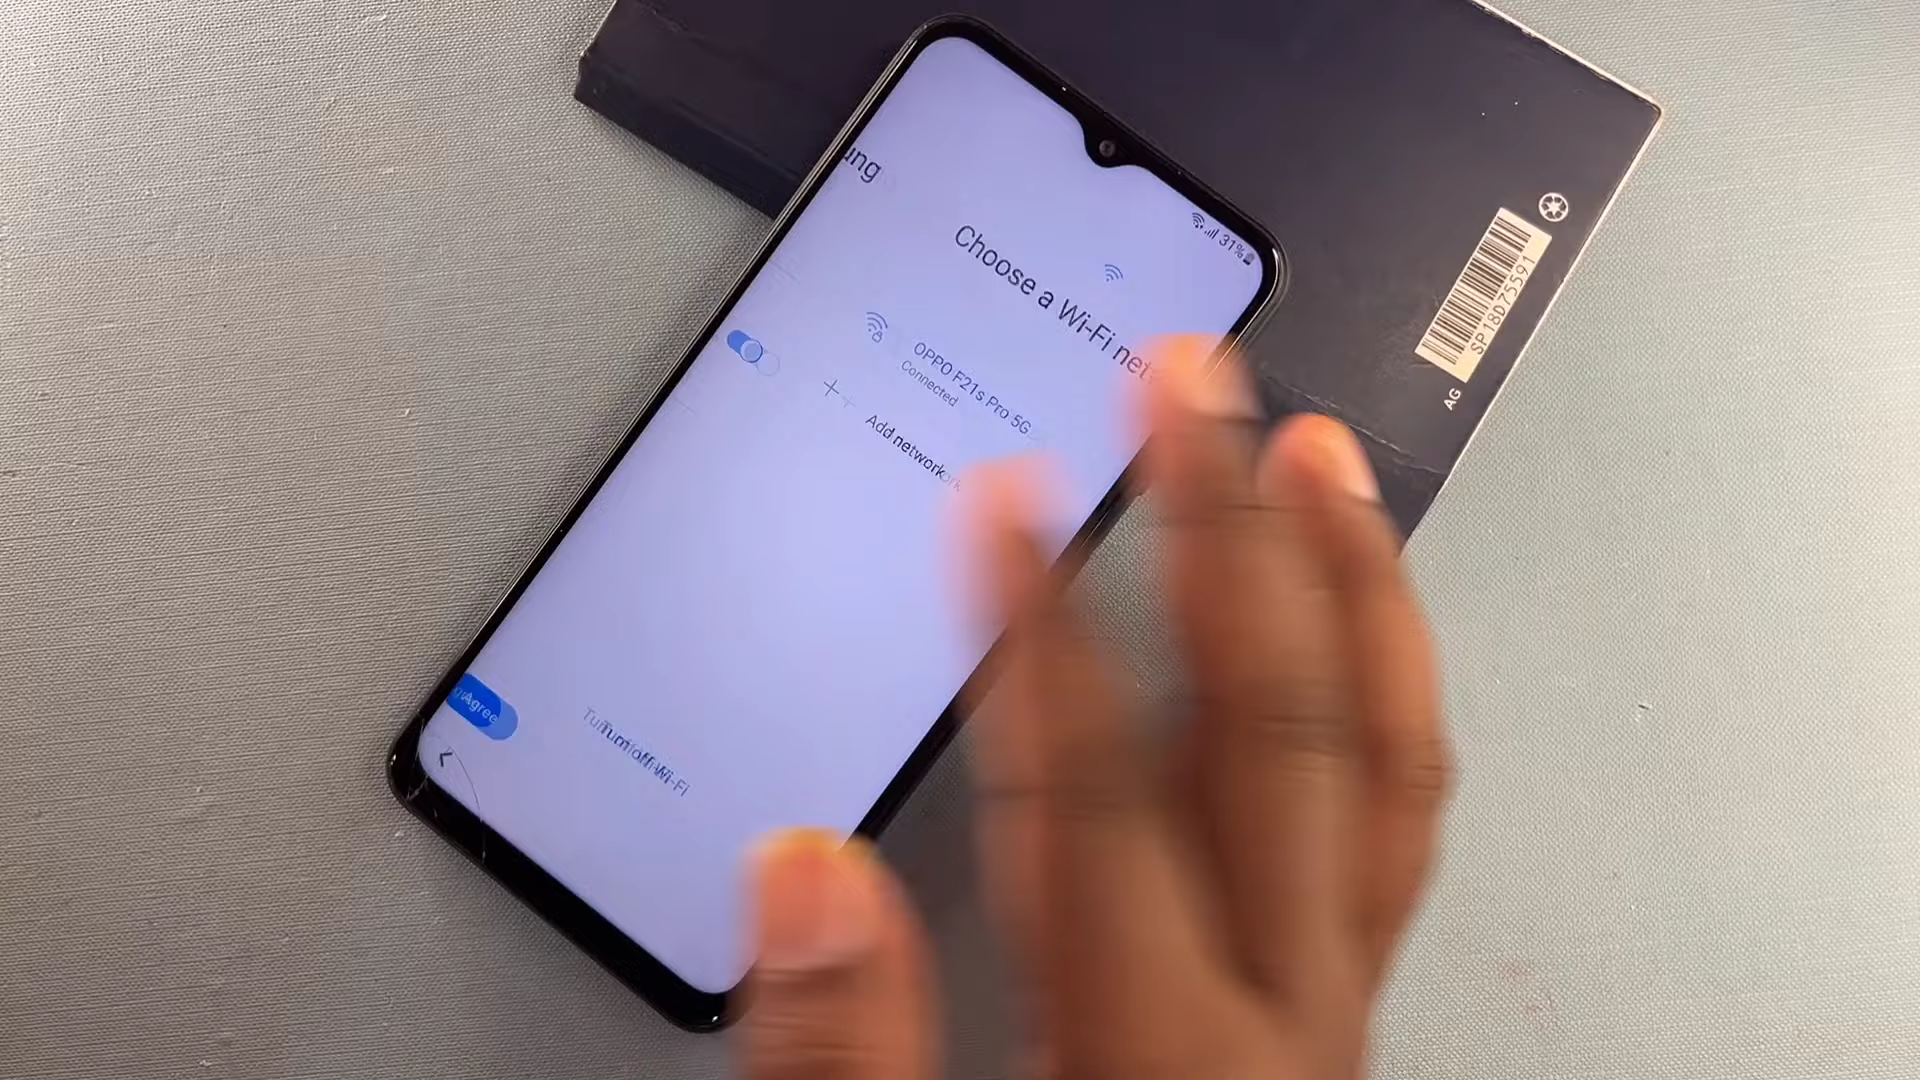 ung
31%
Choose a Wi-Fi net
OPPO F21s Pro 5G
Connected
Add network
Agree
Turn off Wi-Fi
SP18D75591
AG